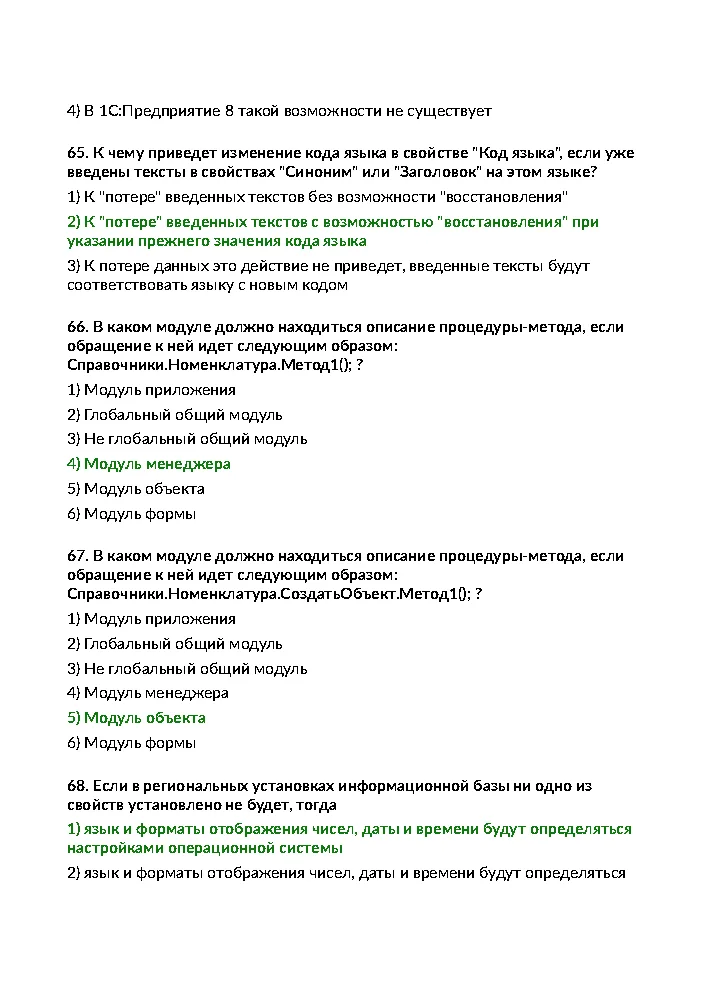 4) В 1С:Предприятие 8 такой возможности не существует
65. К чему приведет изменение кода языка в свойстве "Код языка", если уже
введены тексты в свойствах "Синоним" или "Заголовок" на этом языке?
1) К "потере" введенных текстов без возможности "восстановления"
2) К "потере" введенных текстов с возможностью "восстановления" при
указании прежнего значения кода языка
3) К потере данных это действие не приведет, введенные тексты будут
соответствовать языку с новым кодом
66. В каком модуле должно находиться описание процедуры-метода, если
обращение к ней идет следующим образом:
Справочники.Номенклатура.Метод1(); ?
1) Модуль приложения
2) Глобальный общий модуль
3) Не глобальный общий модуль
4) Модуль менеджера
5) Модуль объекта
6) Модуль формы
67. В каком модуле должно находиться описание процедуры-метода, если
обращение к ней идет следующим образом:
Справочники.Номенклатура.СоздатьОбъект.Метод1(); ?
1) Модуль приложения
2) Глобальный общий модуль
3) Не глобальный общий модуль
4) Модуль менеджера
5) Модуль объекта
6) Модуль формы
68. Если в региональных установках информационной базы ни одно из
свойств установлено не будет, тогда
1) язык и форматы отображения чисел, даты и времени будут определяться
настройками операционной системы
2) язык и форматы отображения чисел, даты и времени будут определяться